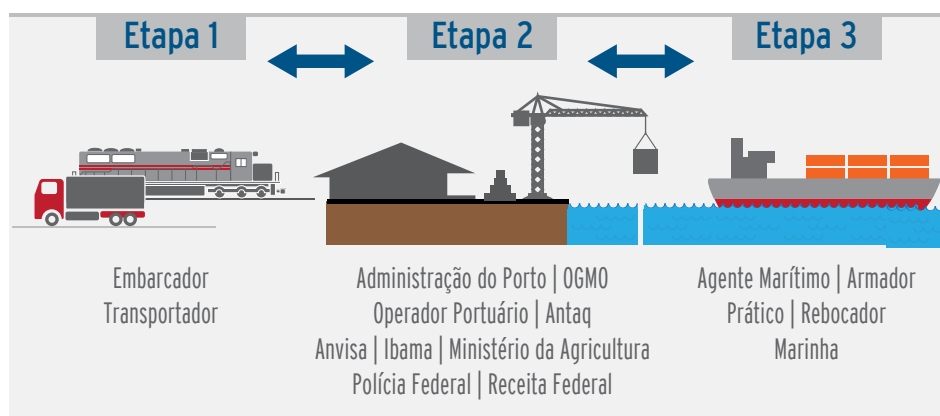 Etapa 1
Etapa 2
Etapa 3
Embarcador
Transportador
Administração do Porto | OGMO
Operador Portuário | Antaq
Anvisa | Ibama | Ministério da Agricultura
Polícia Federal | Receita Federal
Agente Marítimo | Armador
Prático | Rebocador
Marinha